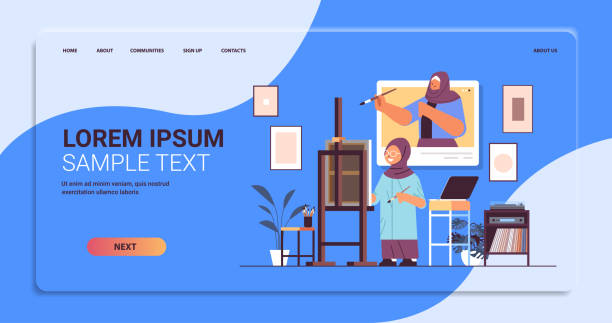 HOME ABOUT COMMUNITIES SIGN UP CONTACTS ABOUT US
LOREM IPSUM
SAMPLE TEXT
Ut enim ad minim veniam, quis nostrud
exercitation ullamco laboris
NEXT